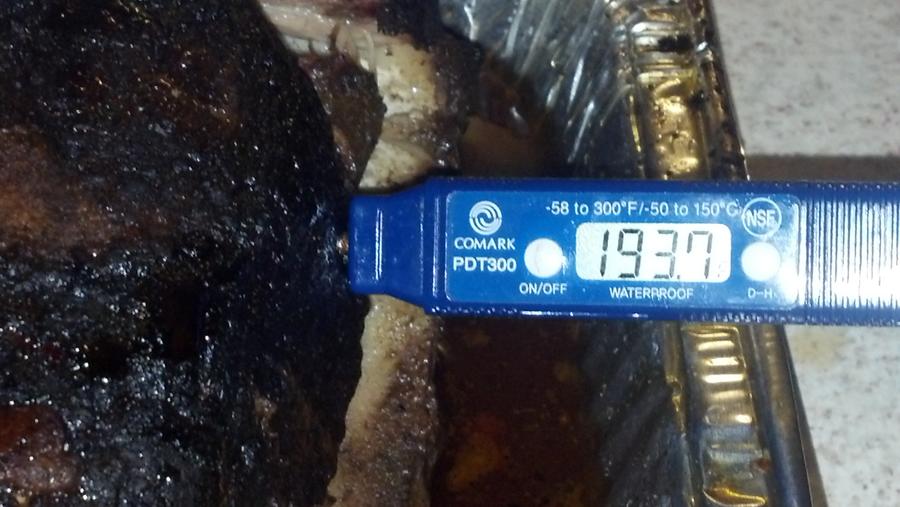 -58 to 300°F/-50 to 150°C
NSF
COMARK
PDT300
193.7
ON/OFF
WATERPROOF
D-H